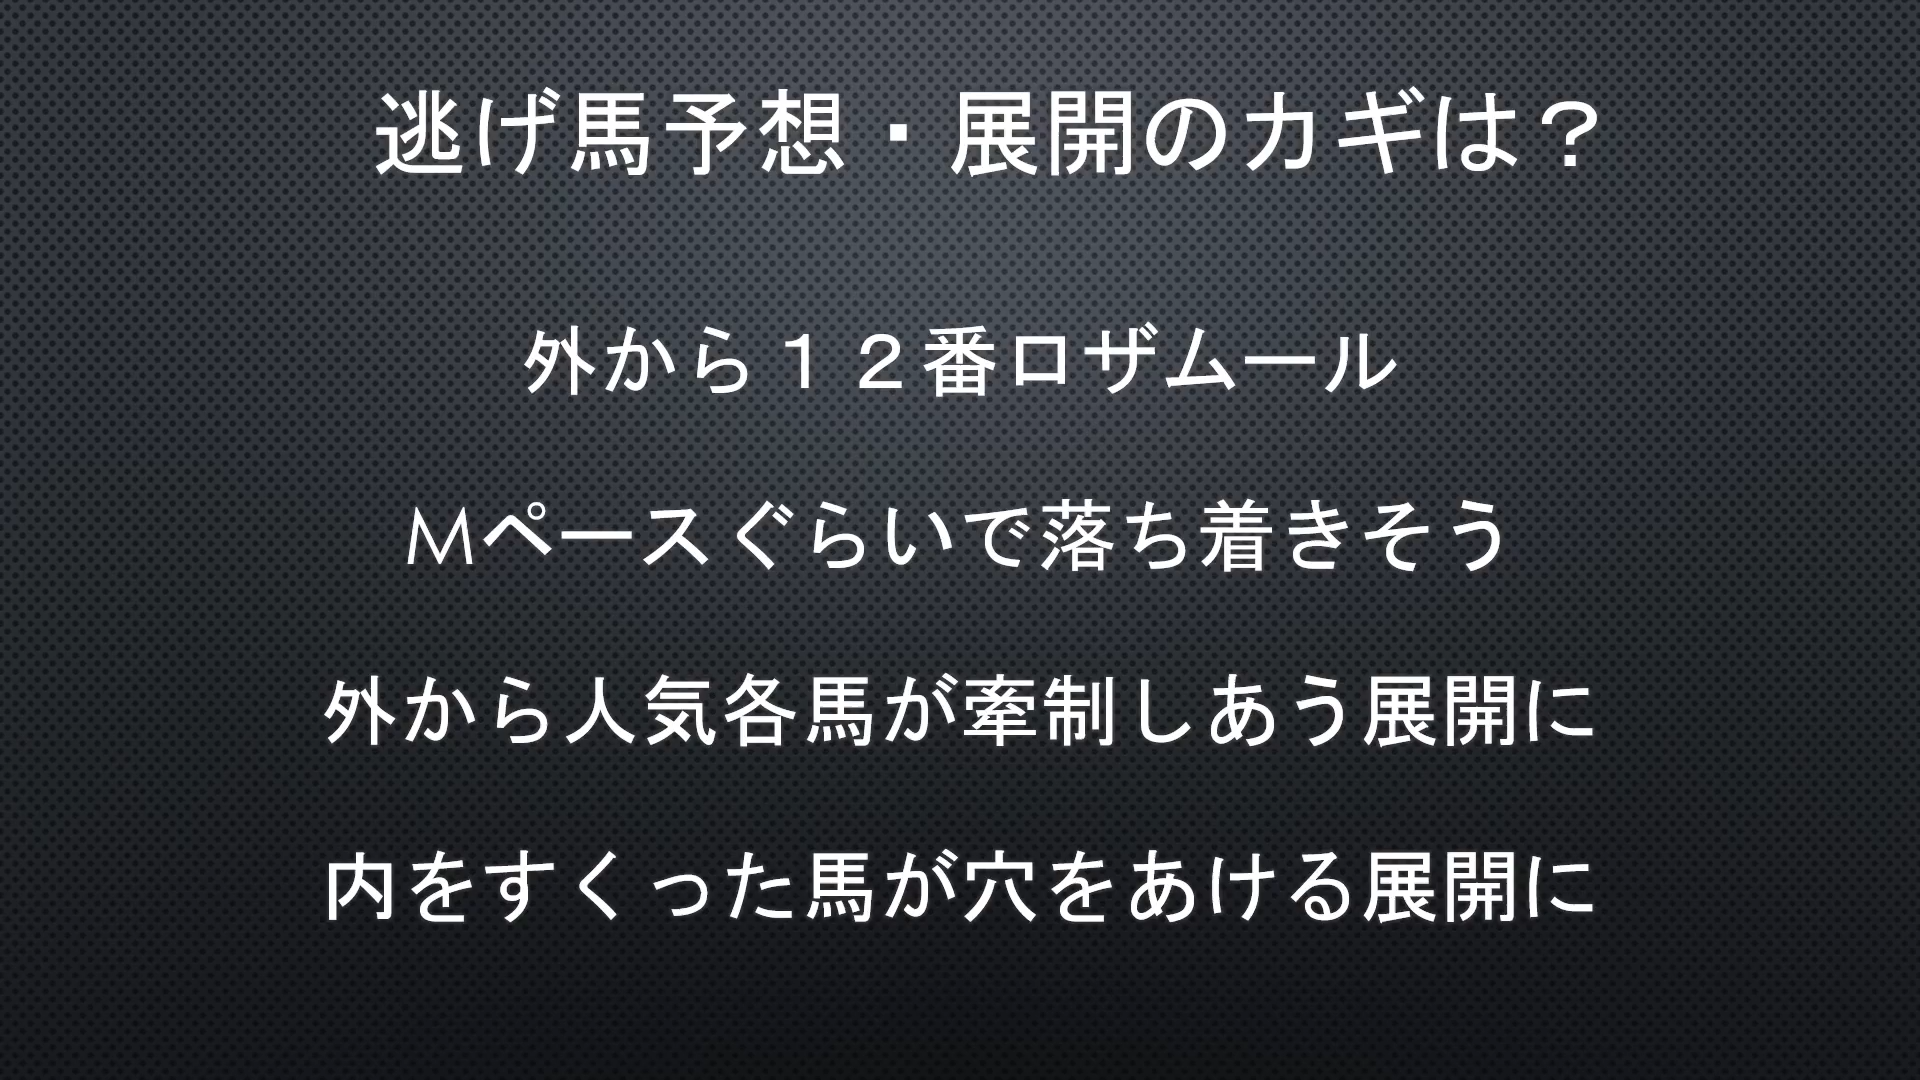 逃げ馬予想・展開のカギは？
外から１２番ロザムール
Mペースぐらいで落ち着きそう
外から人気各馬が牽制しあう展開に
内をすくった馬が穴をあける展開に